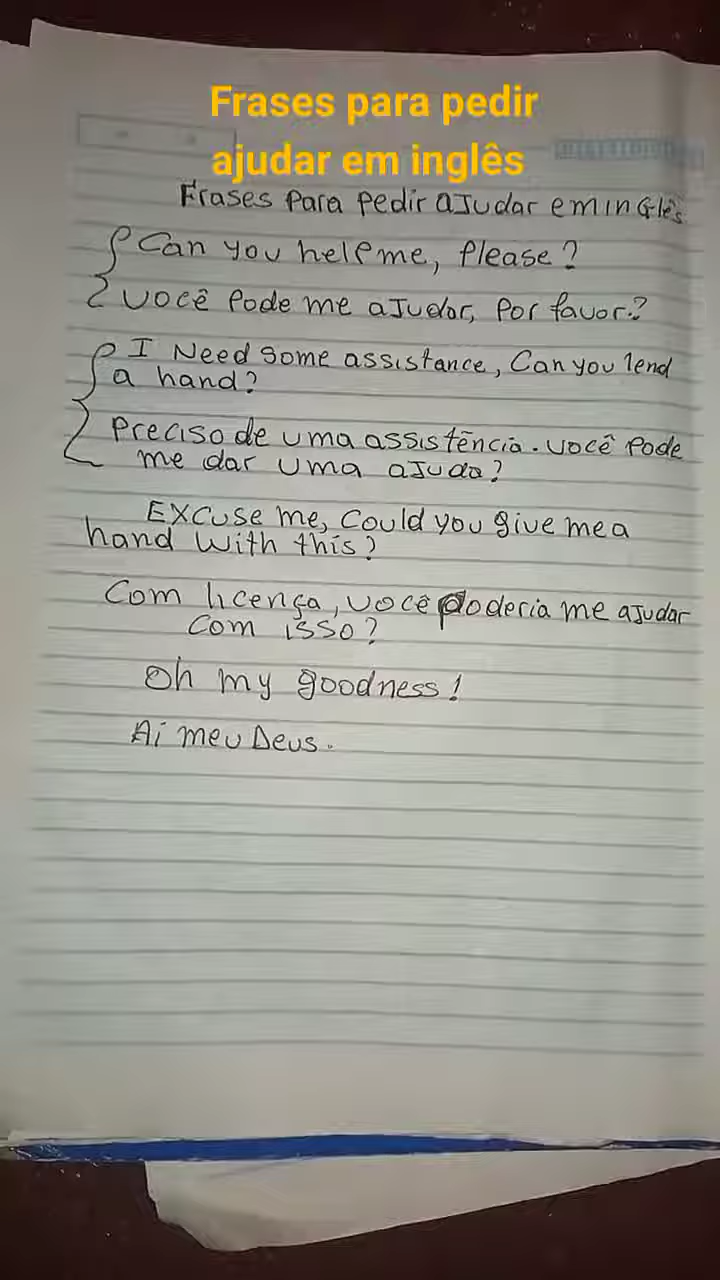 Frases para pedir
ajudar em inglês
Frases para pedir aJudar em inglês
Can you help me, please?
você pode me aJudar, por favor?
I Need some assistance, can you lend
a hand?
preciso de uma assistência. você pode
me dar uma aJuda?
Excuse me, could you give me a
hand with this?
Com licença, você poderia me aJudar
com isso?
Oh my goodness!
Ai meu Deus.